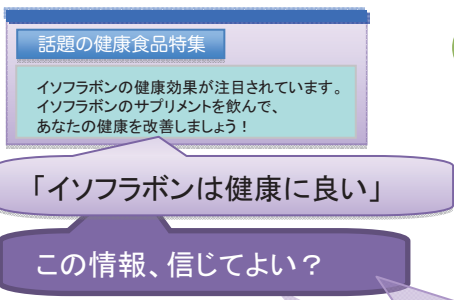 話題の健康食品特集
イソフラボンの健康効果が注目されています。
イソフラボンのサプリメントを飲んで、
あなたの健康を改善しましょう！
「イソフラボンは健康に良い」
この情報、信じてよい？